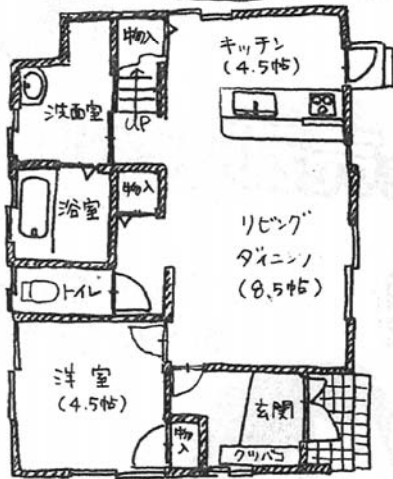 物入
キッチン
(4.5帖)
洗面室
UP
物入
浴室
リビング
ダイニング
(8.5帖)
トイレ
洋室
(4.5帖)
玄関
物入
クツバコ